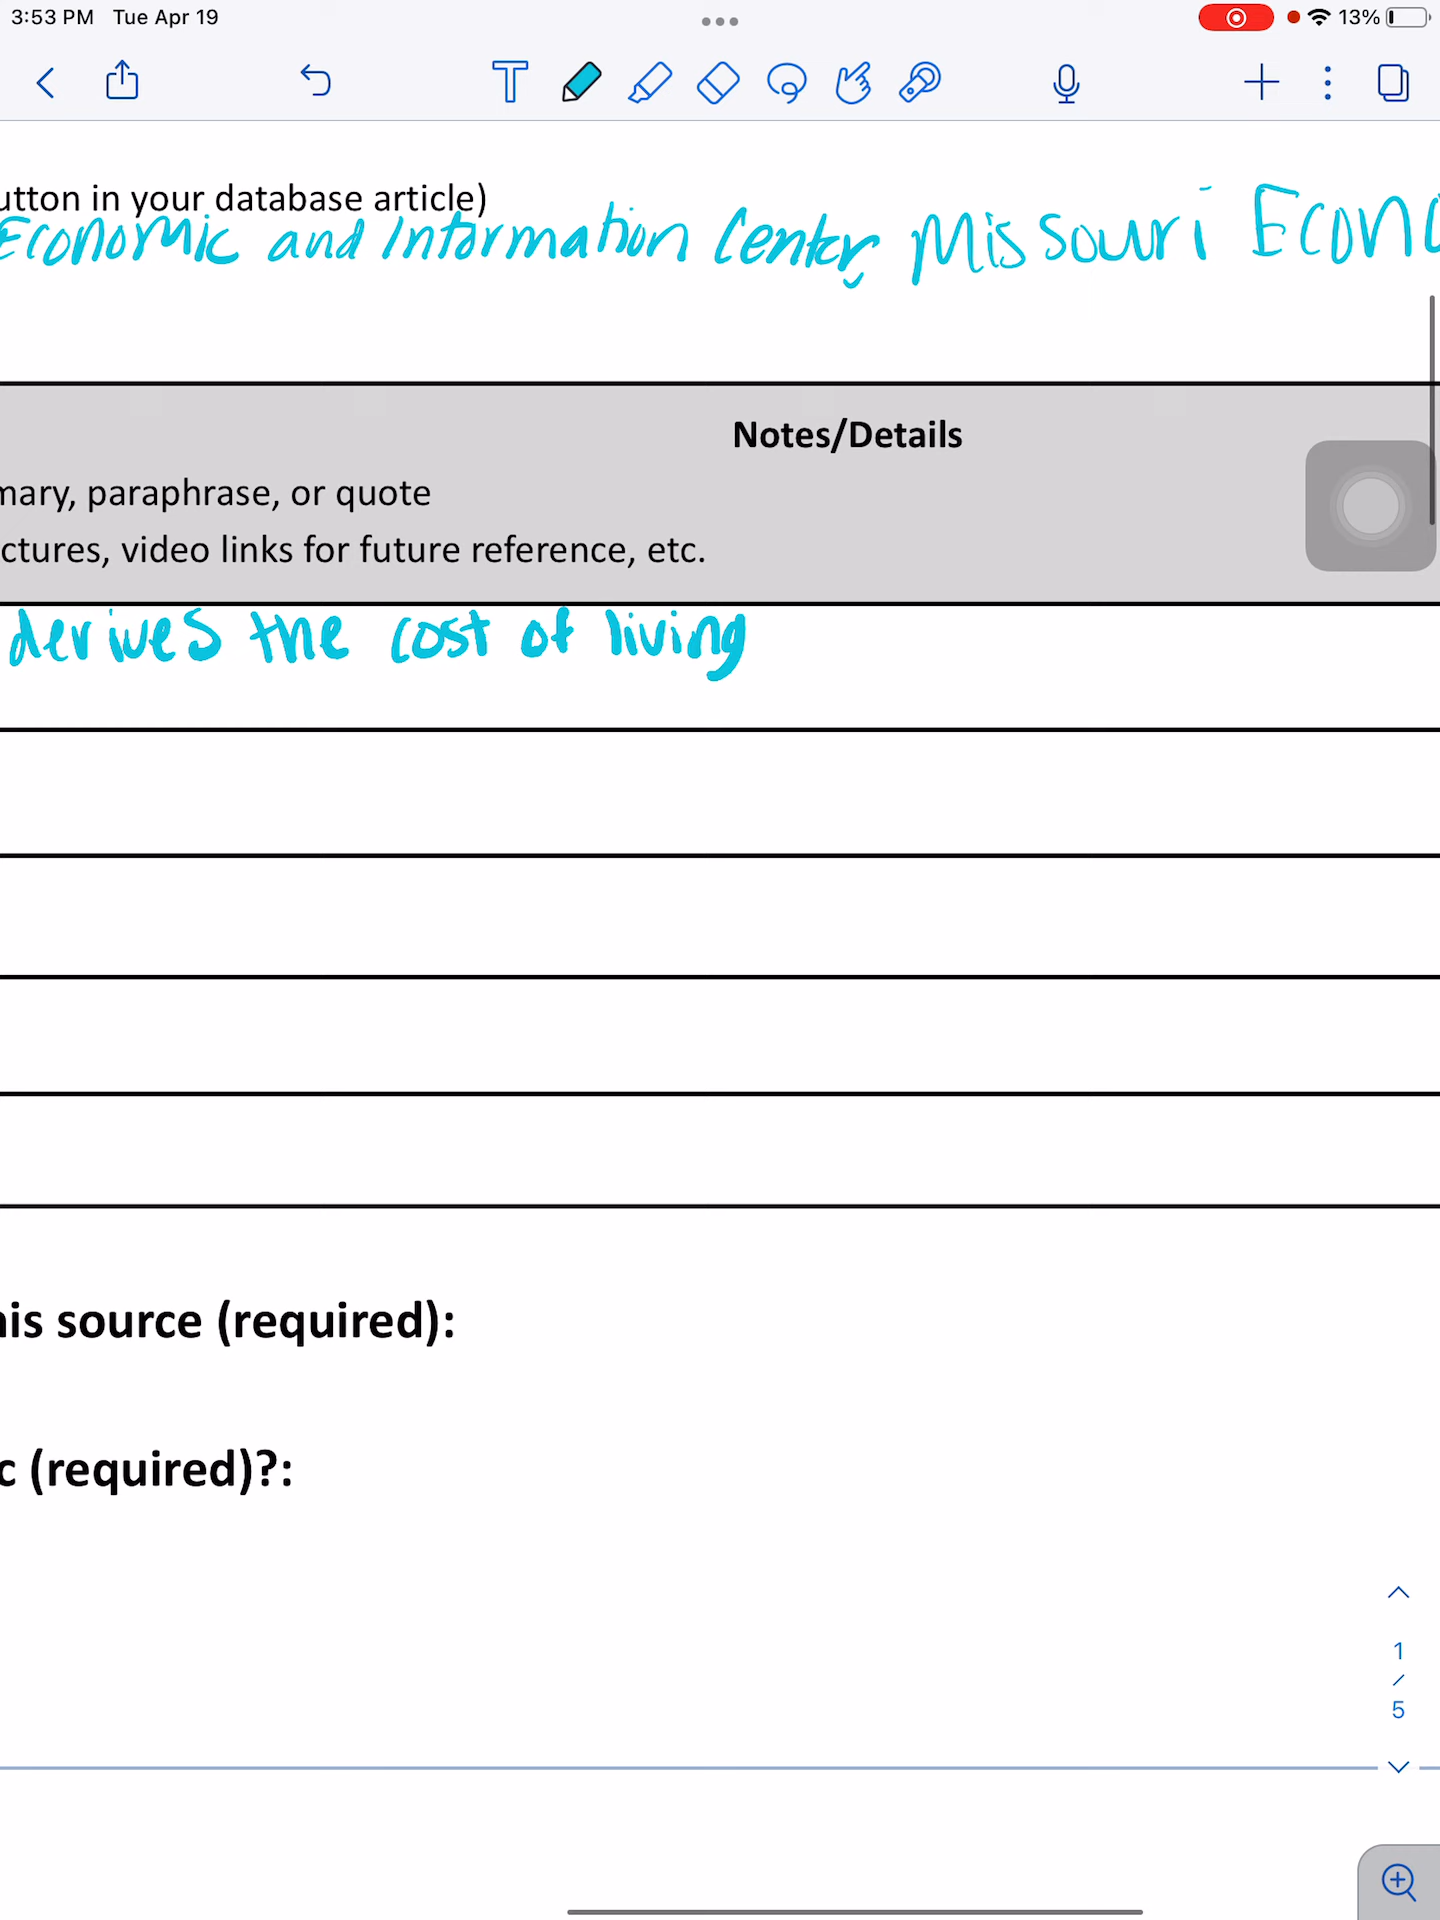 3:53 PM Tue Apr 19
13%
utton in your database article)
Economic and Information Center, Missouri Econo
Notes/Details
mary, paraphrase, or quote
ctures, video links for future reference, etc.
derives the cost of living
his source (required):
c (required)?:
1
/
5